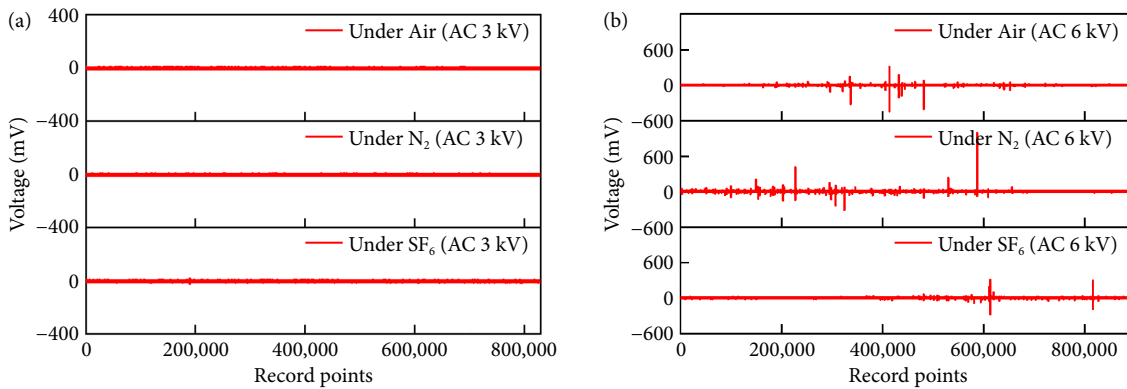 (a)
400
0
−400
0
−400
0
−400
Voltage (mV)
Under Air (AC 3 kV)
Under N₂ (AC 3 kV)
Under SF₆ (AC 3 kV)
0 200,000 400,000 600,000 800,000
Record points
(b)
600
0
−600
600
0
−600
600
0
−600
Voltage (mV)
Under Air (AC 6 kV)
Under N₂ (AC 6 kV)
Under SF₆ (AC 6 kV)
0 200,000 400,000 600,000 800,000
Record points